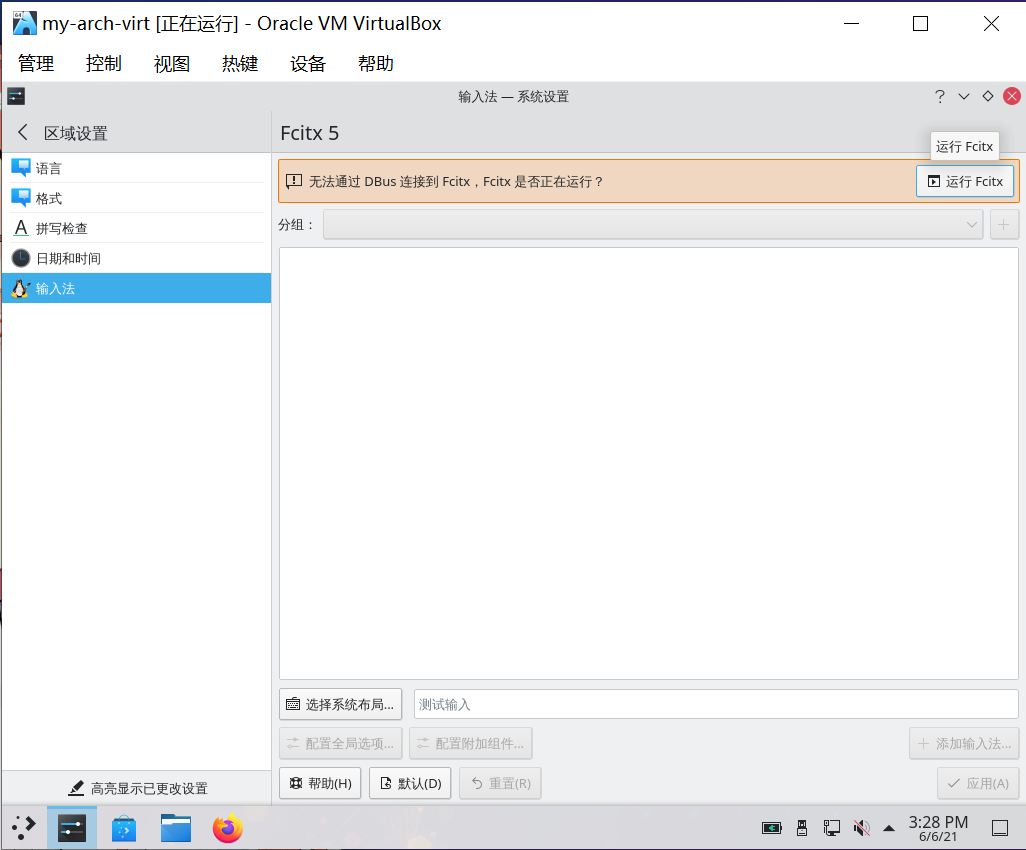 my-arch-virt [正在运行] - Oracle VM VirtualBox
管理 控制 视图 热键 设备 帮助
输入法 — 系统设置
区域设置
Fcitx 5
运行 Fcitx
语言
格式
拼写检查
日期和时间
输入法
无法通过 DBus 连接到 Fcitx，Fcitx 是否正在运行？
运行 Fcitx
分组：
选择系统布局...
测试输入
配置全局选项...
配置附加组件...
添加输入法...
帮助(H)
默认(D)
重置(R)
应用(A)
高亮显示已更改设置
3:28 PM
6/6/21